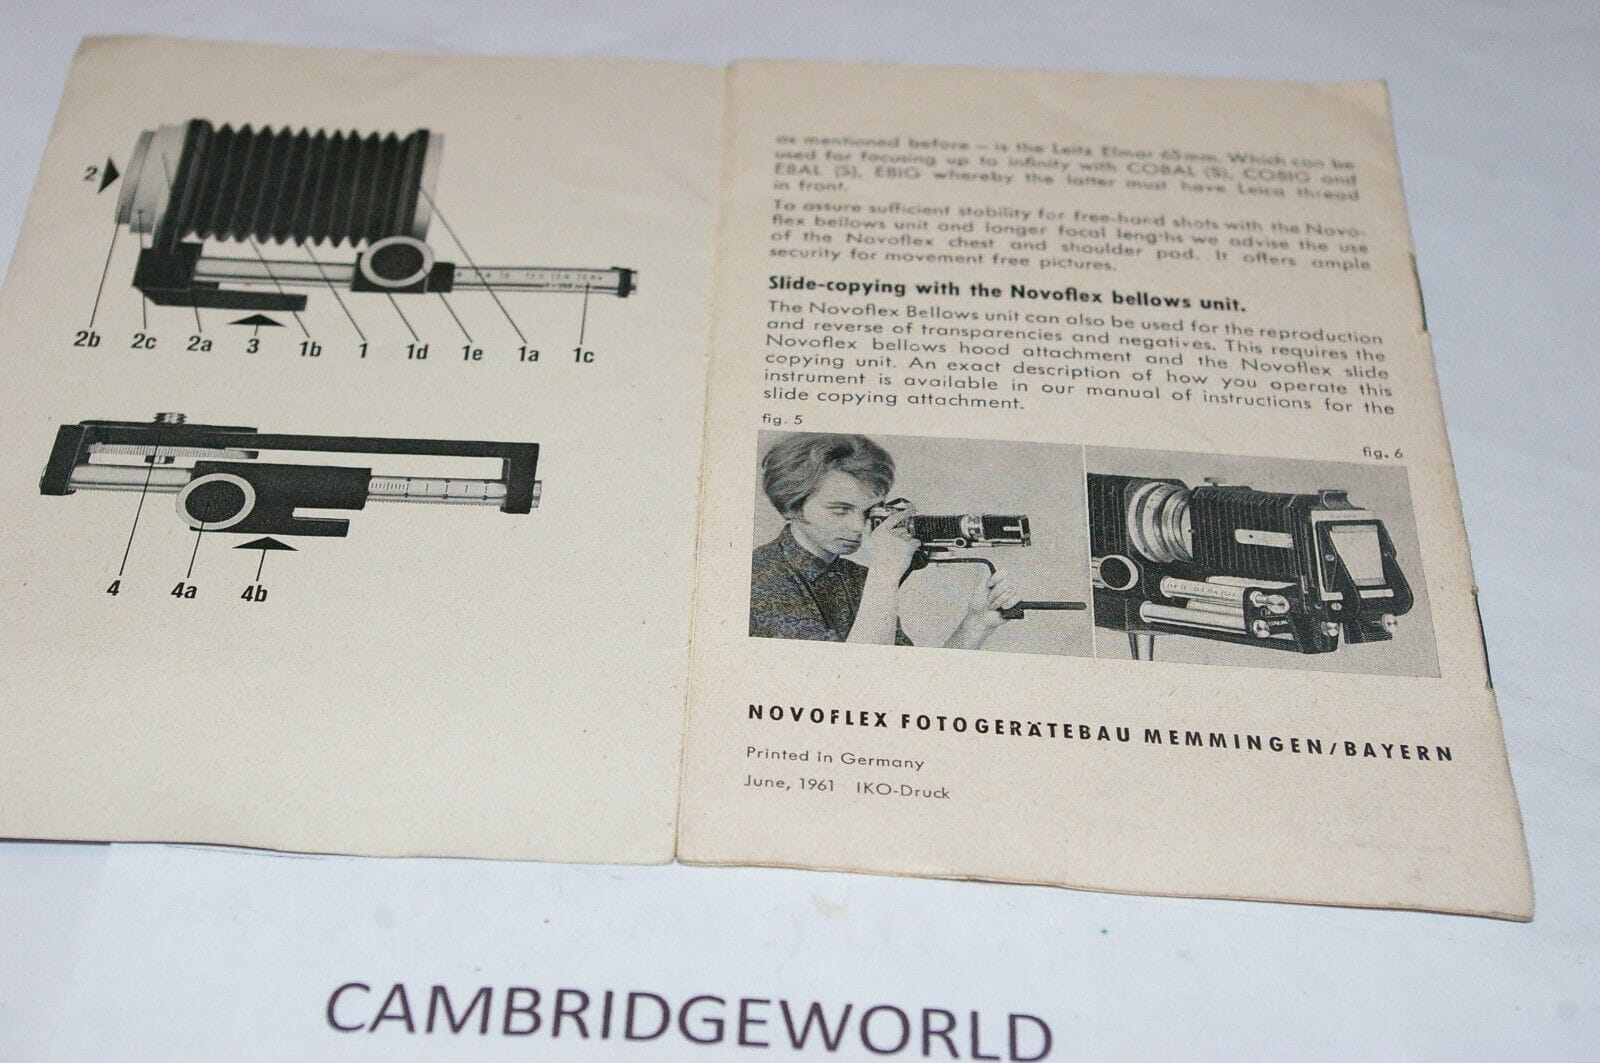 2
2b 2c 2a 3 1b 1 1d 1e 1a 1c
4 4a 4b
as mentioned before – is the Leitz Elmar 65mm. Which can be
used for focusing up to infinity with COBAL (S), COBIG and
EBAL (S), EBIG whereby the latter must have Leica thread
in front.
To assure sufficient stability for free-hand shots with the Novo-
flex bellows unit and longer focal leng'hs we advise the use
of the Novoflex chest and shoulder pod. It offers ample
security for movement free pictures.
Slide-copying with the Novoflex bellows unit.
The Novoflex Bellows unit can also be used for the reproduction
and reverse of transparencies and negatives. This requires the
Novoflex bellows hood attachment and the Novoflex slide
copying unit. An exact description of how you operate this
instrument is available in our manual of instructions for the
slide copying attachment.
fig. 5
fig. 6
NOVOFLEX FOTOGERÄTEBAU MEMMINGEN/BAYERN
Printed in Germany
June, 1961 IKO-Druck
CAMBRIDGEWORLD